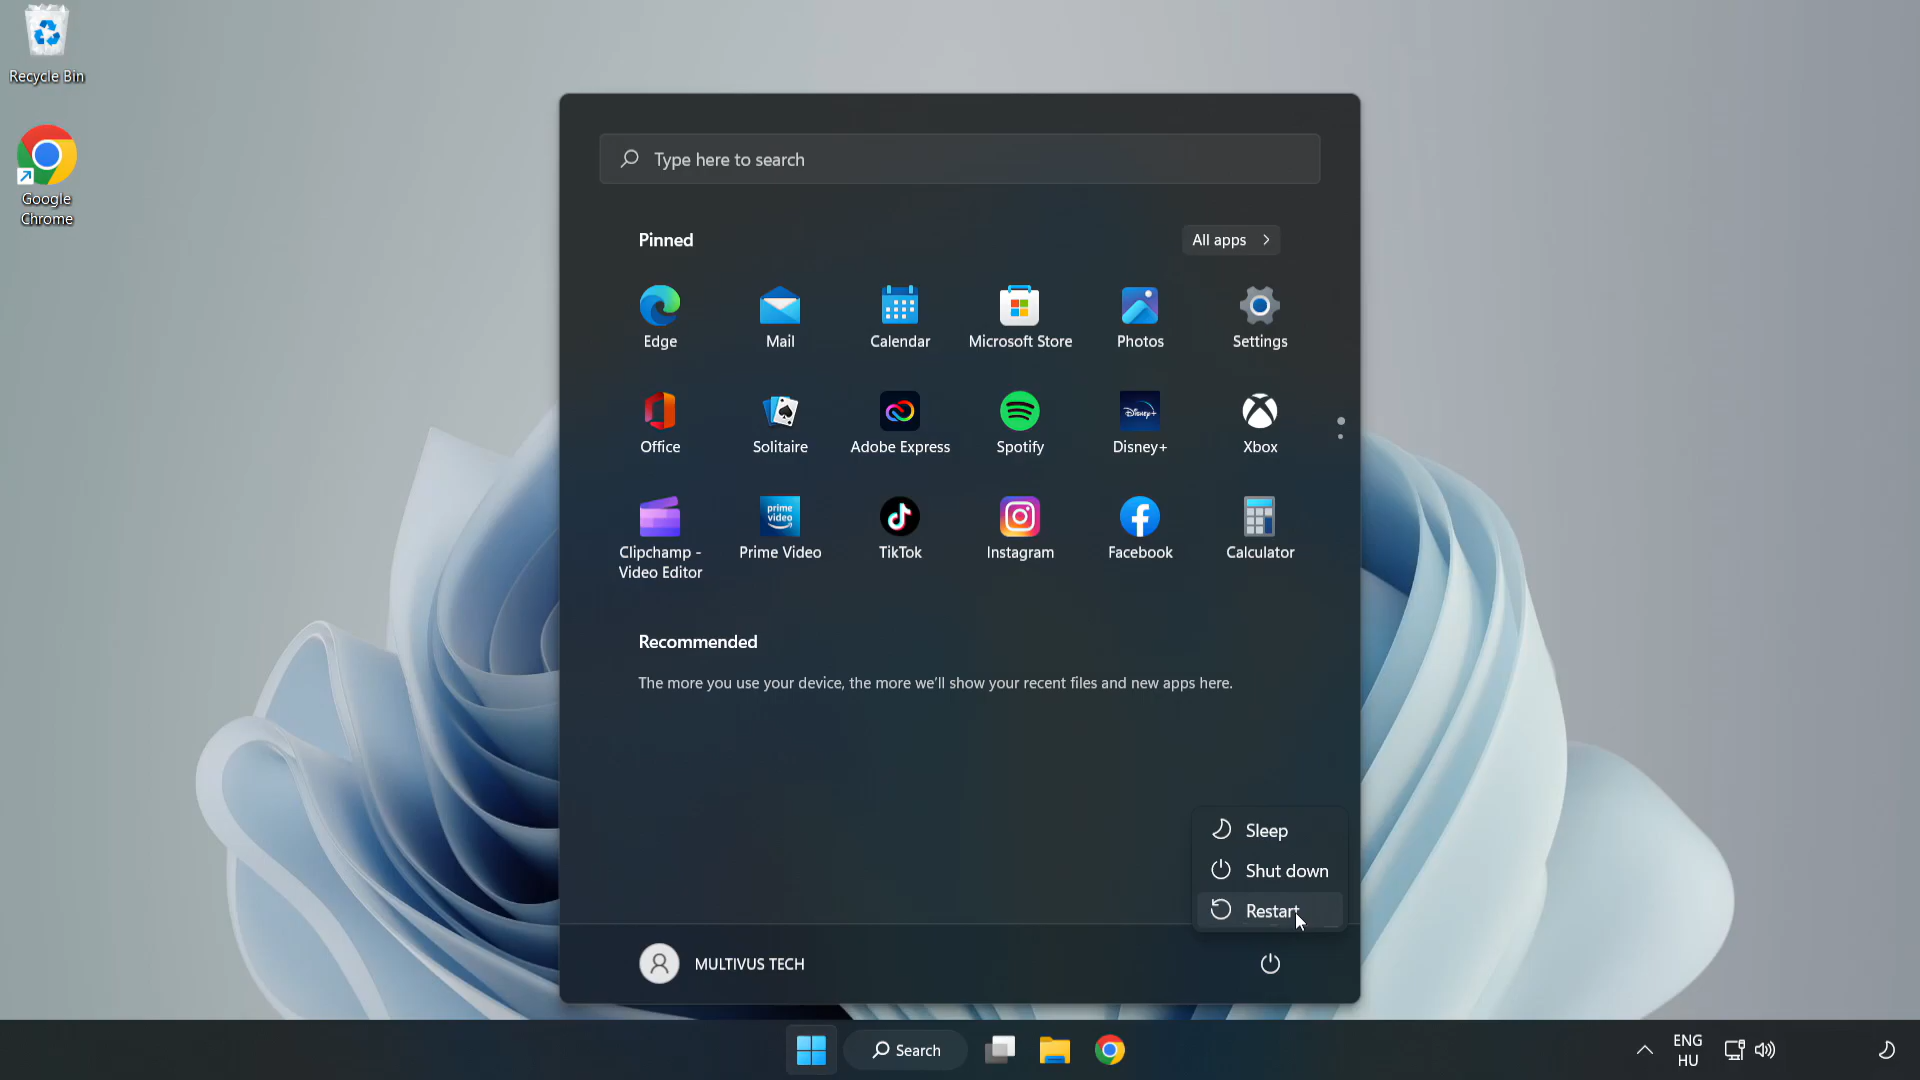 Recycle Bin
Google
Chrome
Type here to search
Pinned
All apps
Edge
Mail
Calendar
Microsoft Store
Photos
Settings
Office
Solitaire
Adobe Express
Disney+
Spotify
Disney+
Xbox
prime
video
Clipchamp -
Video Editor
Prime Video
TikTok
Instagram
Facebook
Calculator
Recommended
The more you use your device, the more we'll show your recent files and new apps here.
Sleep
Shut down
Restart
MULTIVUS TECH
Search
ENG
HU